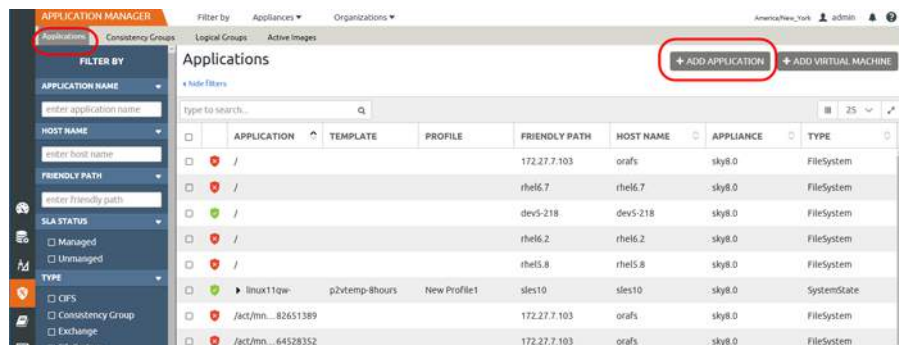 APPLICATION MANAGER Filter by Appliances ▾ Organizations ▾ America/New_York admin
Applications Consistency Groups Logical Groups Active Images
FILTER BY
APPLICATION NAME
enter application name
HOST NAME
enter host name
FRIENDLY PATH
enter friendly path
SLA STATUS
Managed
Unmanged
TYPE
CIFS
Consistency Group
Exchange
Applications
+ ADD APPLICATION + ADD VIRTUAL MACHINE
hide filters
type to search... 25
APPLICATION TEMPLATE PROFILE FRIENDLY PATH HOST NAME APPLIANCE TYPE
/ 172.27.7.103 orafs sky8.0 FileSystem
/ rhel6.7 rhel6.7 sky8.0 FileSystem
/ dev5-218 dev5-218 sky8.0 FileSystem
/ rhel6.2 rhel6.2 sky8.0 FileSystem
/ rhel5.8 rhel5.8 sky8.0 FileSystem
linux11qw- p2vtemp-8hours New Profile1 sles10 sles10 sky8.0 SystemState
/act/mn... 82651389 172.27.7.103 orafs sky8.0 FileSystem
/act/mn... 64528352 172.27.7.103 orafs sky8.0 FileSystem